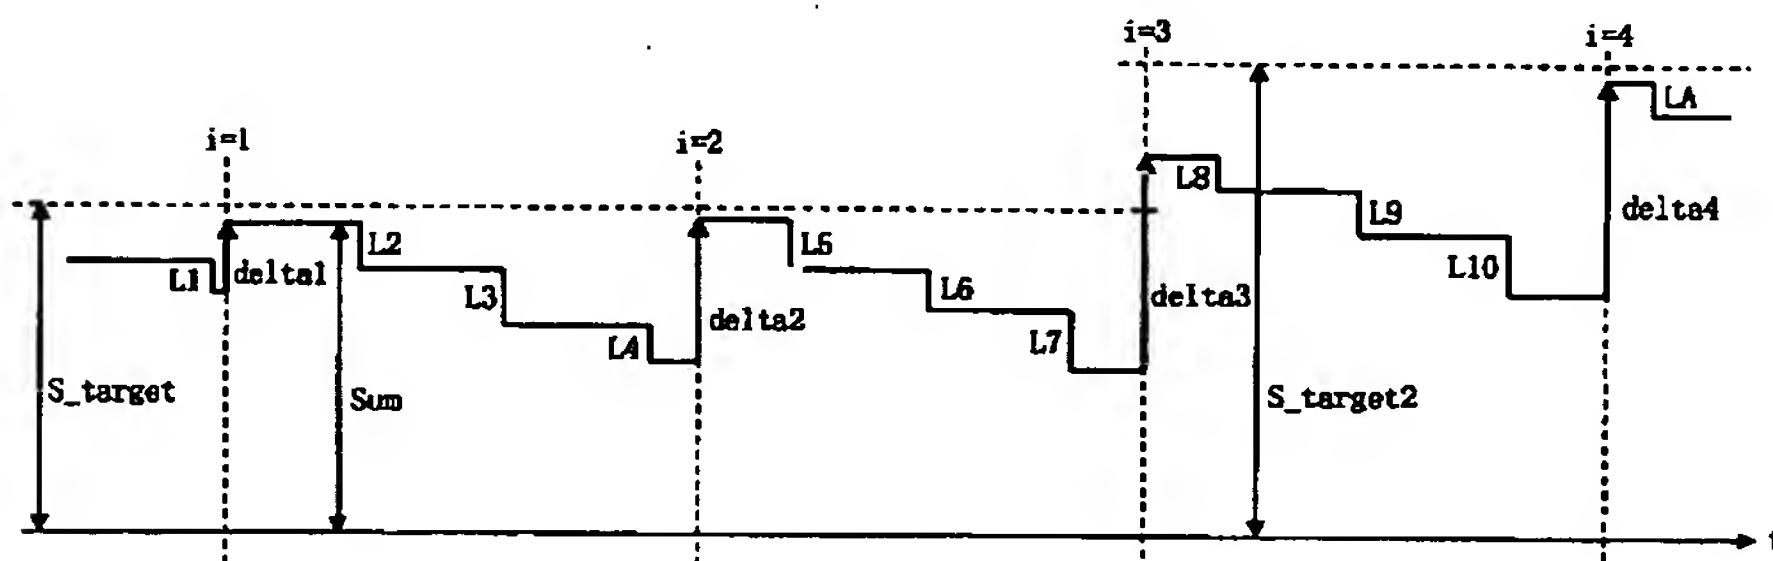 i=3
i=4
LA
i=1
i=2
L8
L9
delta4
L2
L6
L1
delta1
L10
L3
L6
delta3
delta2
L4
L7
S_target
Sum
S_target2
t